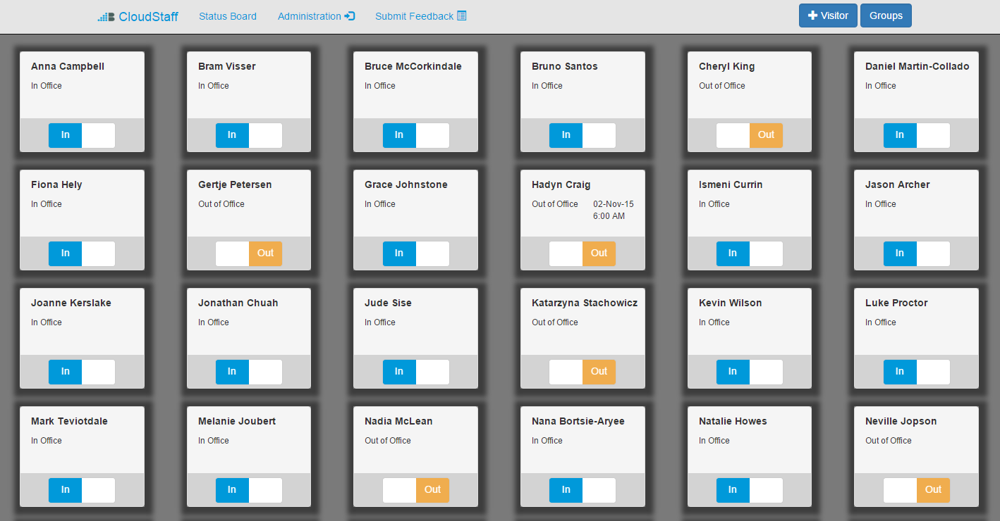 CloudStaff Status Board Administration Submit Feedback Visitor Groups
Anna Campbell Bram Visser Bruce McCorkindale Bruno Santos Cheryl King Daniel Martin-Collado
In Office In Office In Office In Office Out of Office In Office
In In In In Out In
Fiona Hely Gertje Petersen Grace Johnstone Hadyn Craig Ismeni Currin Jason Archer
In Office Out of Office In Office Out of Office 02-Nov-15 In Office In Office
6:00 AM
In Out In Out In In
Joanne Kerslake Jonathan Chuah Jude Sise Katarzyna Stachowicz Kevin Wilson Luke Proctor
In Office In Office In Office Out of Office In Office In Office
In In In Out In In
Mark Teviotdale Melanie Joubert Nadia McLean Nana Bortsie-Aryee Natalie Howes Neville Jopson
In Office In Office Out of Office In Office In Office Out of Office
In In Out In In Out